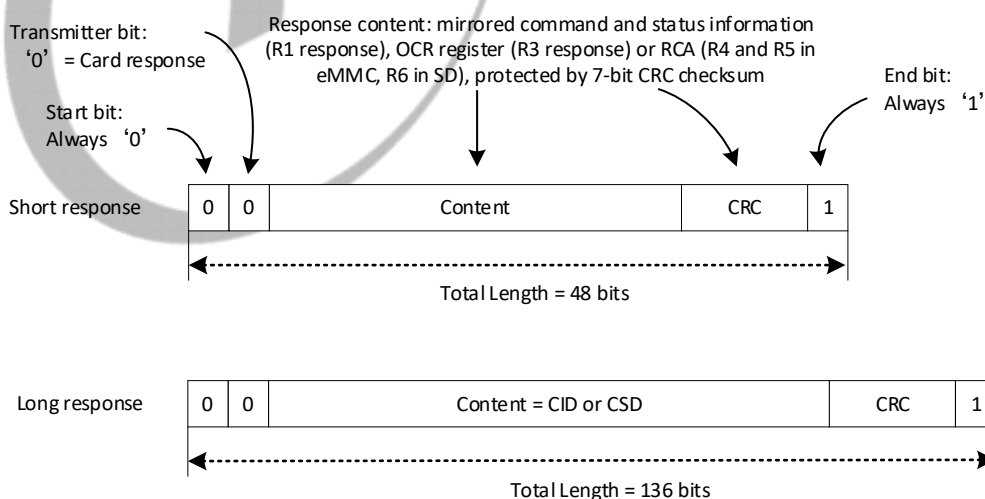 Transmitter bit:
‘0’ = Card response
Response content: mirrored command and status information
(R1 response), OCR register (R3 response) or RCA (R4 and R5 in
eMMC, R6 in SD), protected by 7-bit CRC checksum
End bit:
Always ‘1’
Start bit:
Always ‘0’
Short response
0 0 Content CRC 1
Total Length = 48 bits
Long response
0 0 Content = CID or CSD CRC 1
Total Length = 136 bits